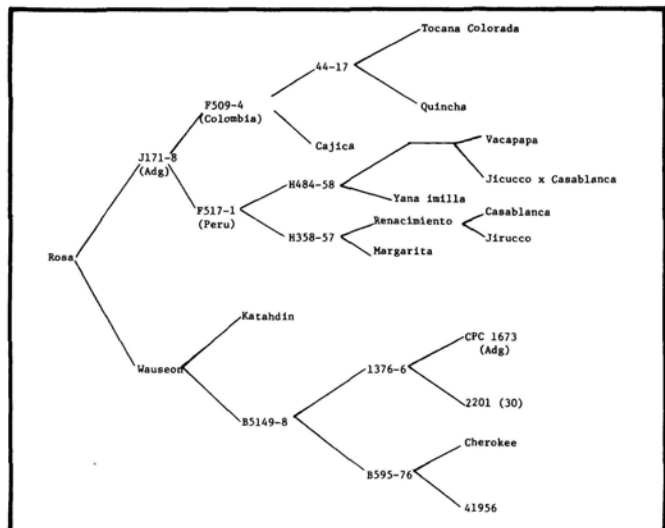 Tocana Colorada
44-17
F509-4
(Colombia)
Quincha
Cajica
Vacapapa
J171-8
(Adg)
H484-58
Jicucco x Casablanca
Yana imilla
F517-1
(Peru)
Renacimiento
Casablanca
H358-57
Jirucco
Margarita
Rosa
Katahdin
CPC 1673
(Adg)
Wauseon
1376-6
2201 (30)
B5149-8
Cherokee
B595-76
41956